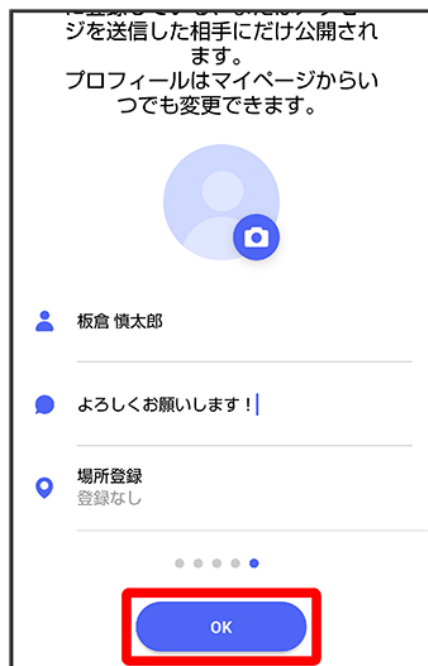 ジを送信した相手にだけ公開され
ます。
プロフィールはマイページからい
つでも変更できます。
板倉 慎太郎
よろしくお願いします！
場所登録
登録なし
OK